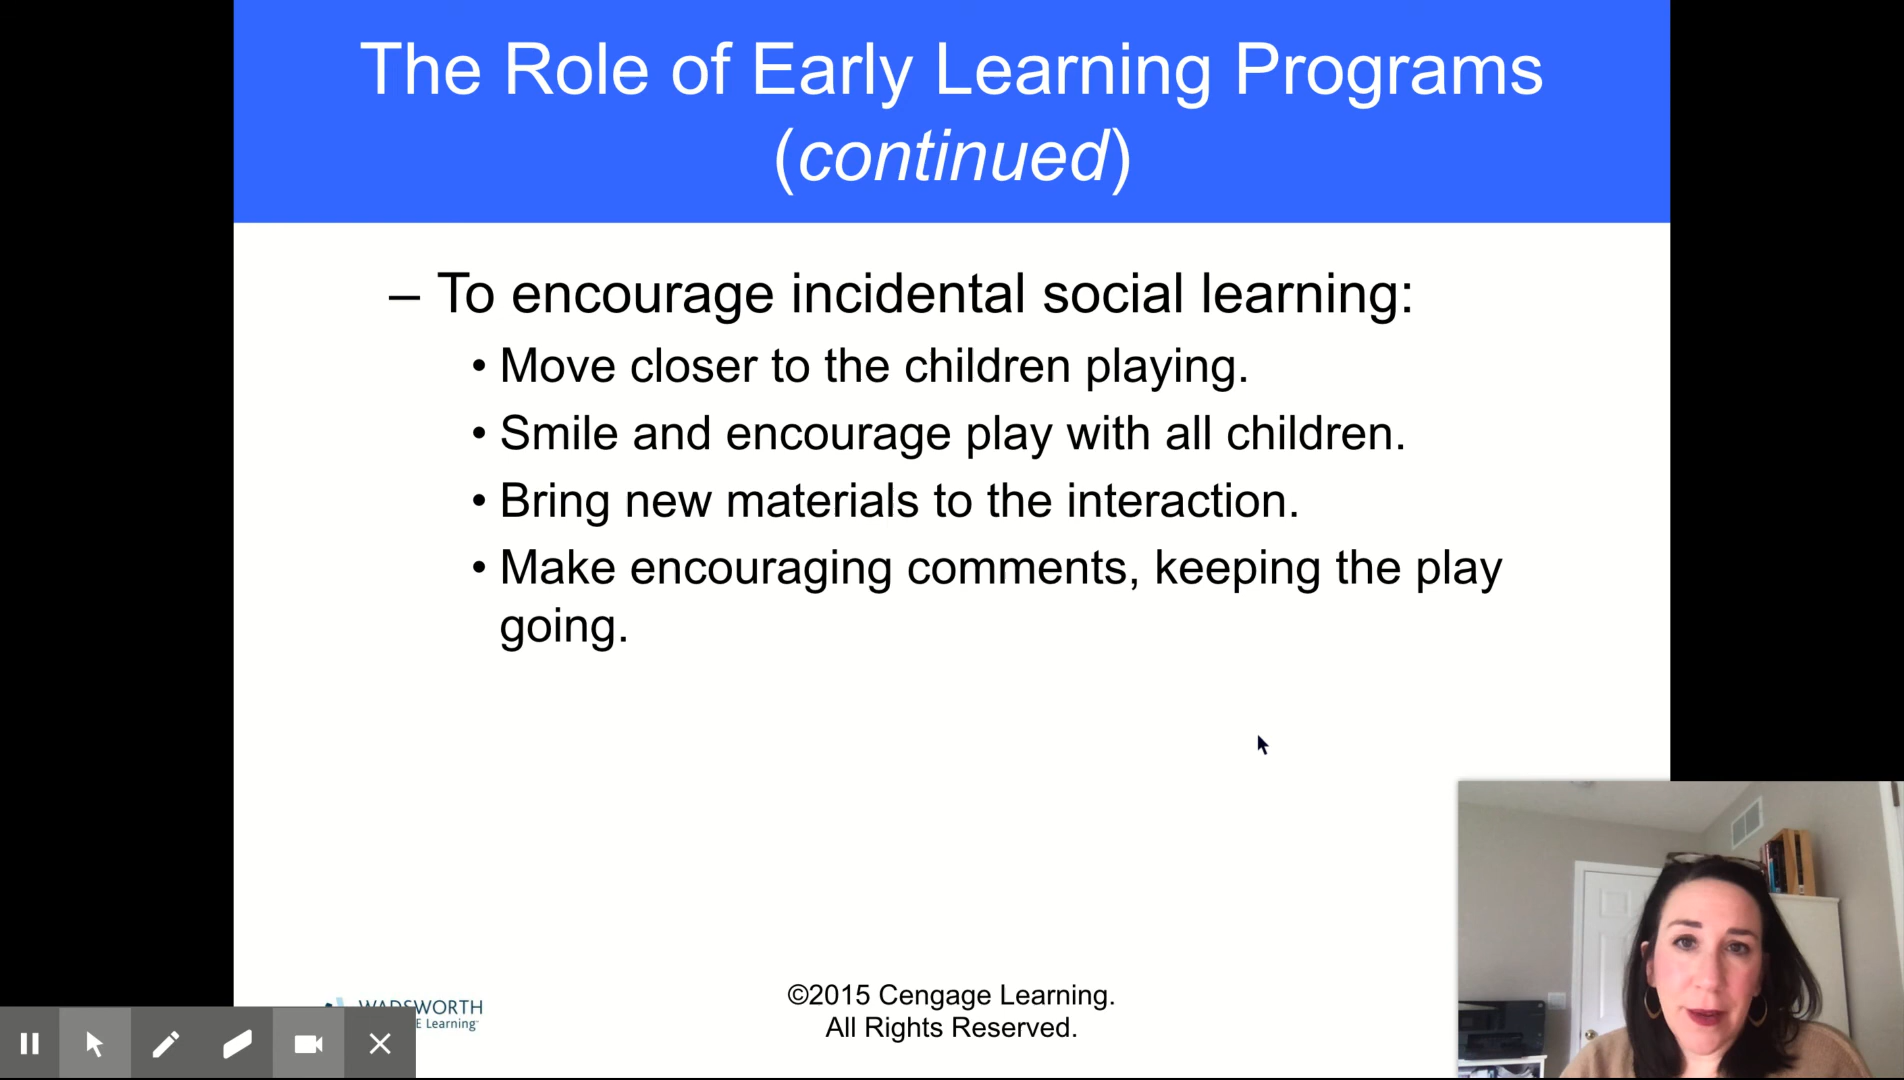 The Role of Early Learning Programs
(continued)
– To encourage incidental social learning:
• Move closer to the children playing.
• Smile and encourage play with all children.
• Bring new materials to the interaction.
• Make encouraging comments, keeping the play
going.
WADSWORTH
E Learning™
©2015 Cengage Learning.
All Rights Reserved.